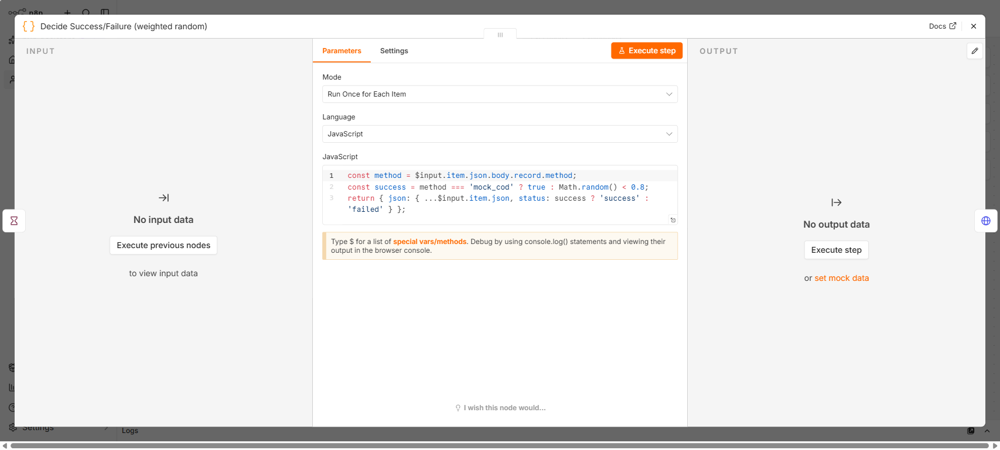 n8n
Decide Success/Failure (weighted random)
Docs
INPUT
Parameters
Settings
Execute step
OUTPUT
Mode
Run Once for Each Item
Language
JavaScript
JavaScript
1 const method = $input.item.json.body.record.method;
2 const success = method === 'mock_cod' ? true : Math.random() < 0.8;
3 return { json: { ...$input.item.json, status: success ? 'success' :
'failed' } };
Type $ for a list of special vars/methods. Debug by using console.log() statements and viewing their
output in the browser console.
No input data
Execute previous nodes
to view input data
No output data
Execute step
or set mock data
I wish this node would...
Settings
Logs